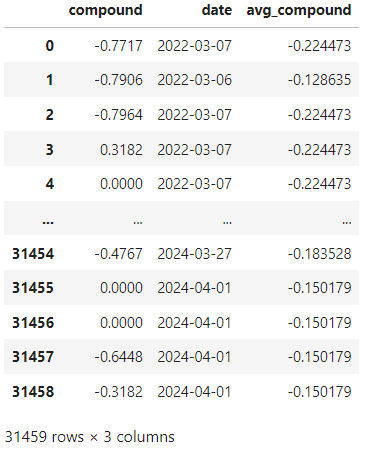 compound date avg_compound
0 -0.7717 2022-03-07 -0.224473
1 -0.7906 2022-03-06 -0.128635
2 -0.7964 2022-03-07 -0.224473
3 0.3182 2022-03-07 -0.224473
4 0.0000 2022-03-07 -0.224473
... ... ... ...
31454 -0.4767 2024-03-27 -0.183528
31455 0.0000 2024-04-01 -0.150179
31456 0.0000 2024-04-01 -0.150179
31457 -0.6448 2024-04-01 -0.150179
31458 -0.3182 2024-04-01 -0.150179
31459 rows × 3 columns